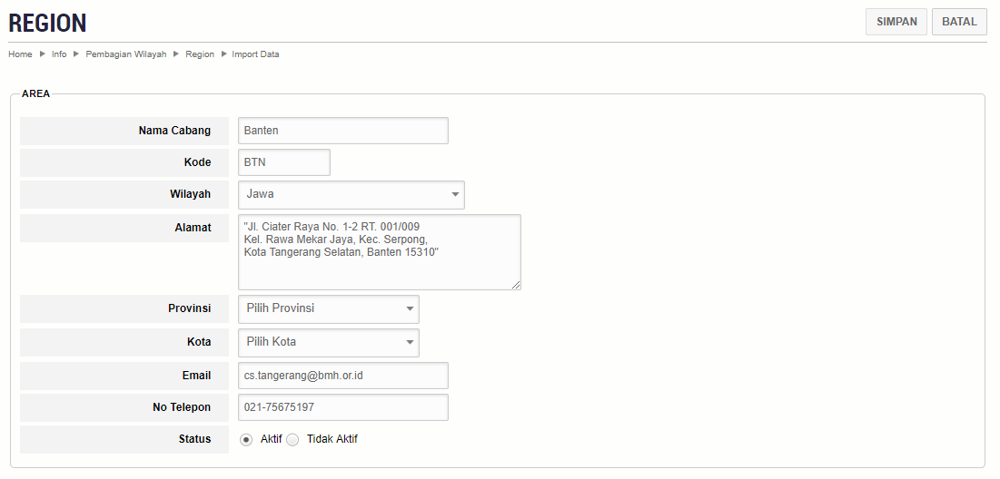 REGION
SIMPAN BATAL
Home Info Pembagian Wilayah Region Import Data
AREA
Nama Cabang Banten
Kode BTN
Wilayah Jawa
Alamat "Jl. Ciater Raya No. 1-2 RT. 001/009
Kel. Rawa Mekar Jaya, Kec. Serpong,
Kota Tangerang Selatan, Banten 15310"
Provinsi Pilih Provinsi
Kota Pilih Kota
Email cs.tangerang@bmh.or.id
No Telepon 021-75675197
Status Aktif Tidak Aktif